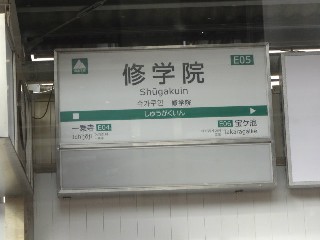 E05
修学院
Shūgakuin
슈가쿠인 修学院
しゅうがくいん
一乗寺 E04
E06 宝ケ池
Ichijōji
Takaragaike